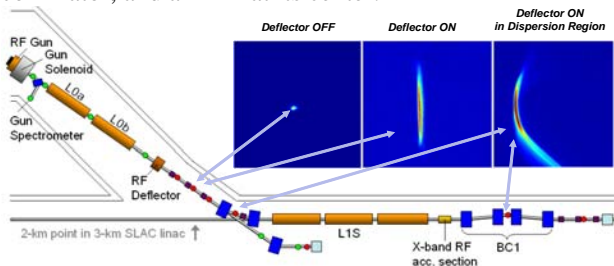 Deflector OFF
Deflector ON
Deflector ON
in Dispersion Region
RF Gun
Gun
Solenoid
L0a
L0b
Gun
Spectrometer
RF
Deflector
2-km point in 3-km SLAC linac ↑
L1S
X-band RF
acc. section
BC1